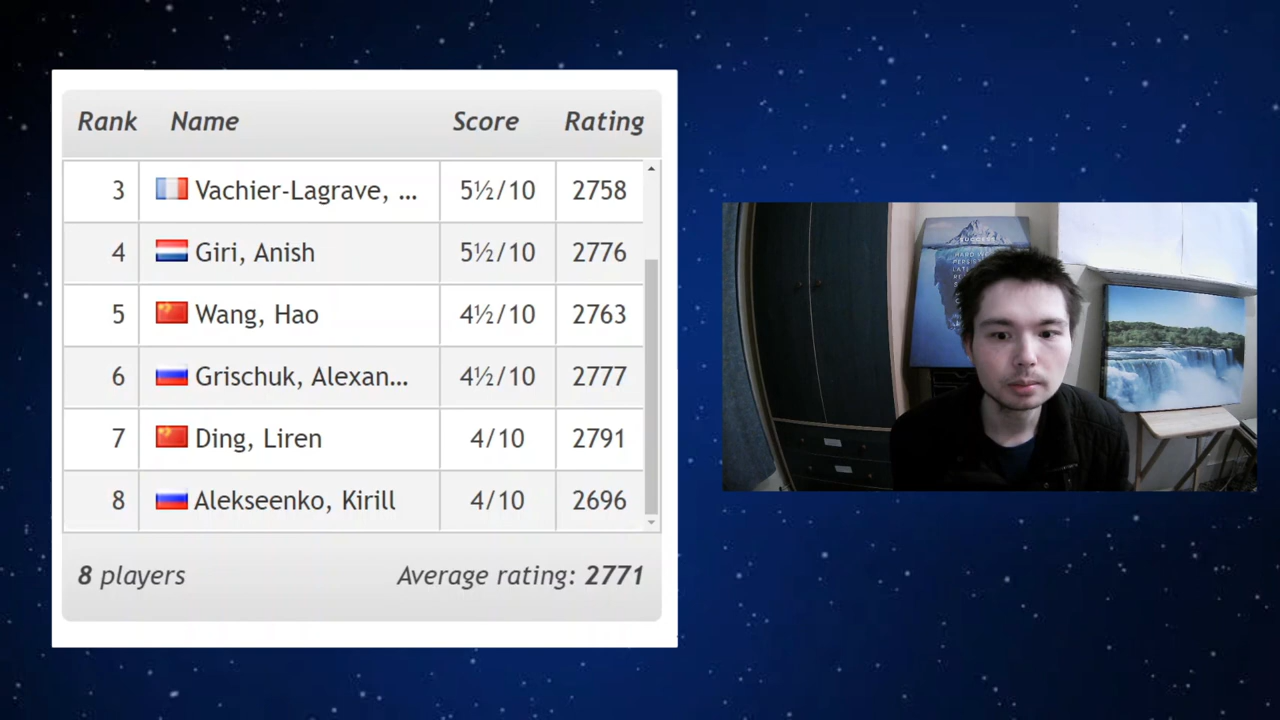 Rank Name Score Rating
3 Vachier-Lagrave, ... 5½/10 2758
4 Giri, Anish 5½/10 2776
5 Wang, Hao 4½/10 2763
6 Grischuk, Alexan... 4½/10 2777
7 Ding, Liren 4/10 2791
8 Alekseenko, Kirill 4/10 2696
8 players Average rating: 2771
SUCCESS
HARD